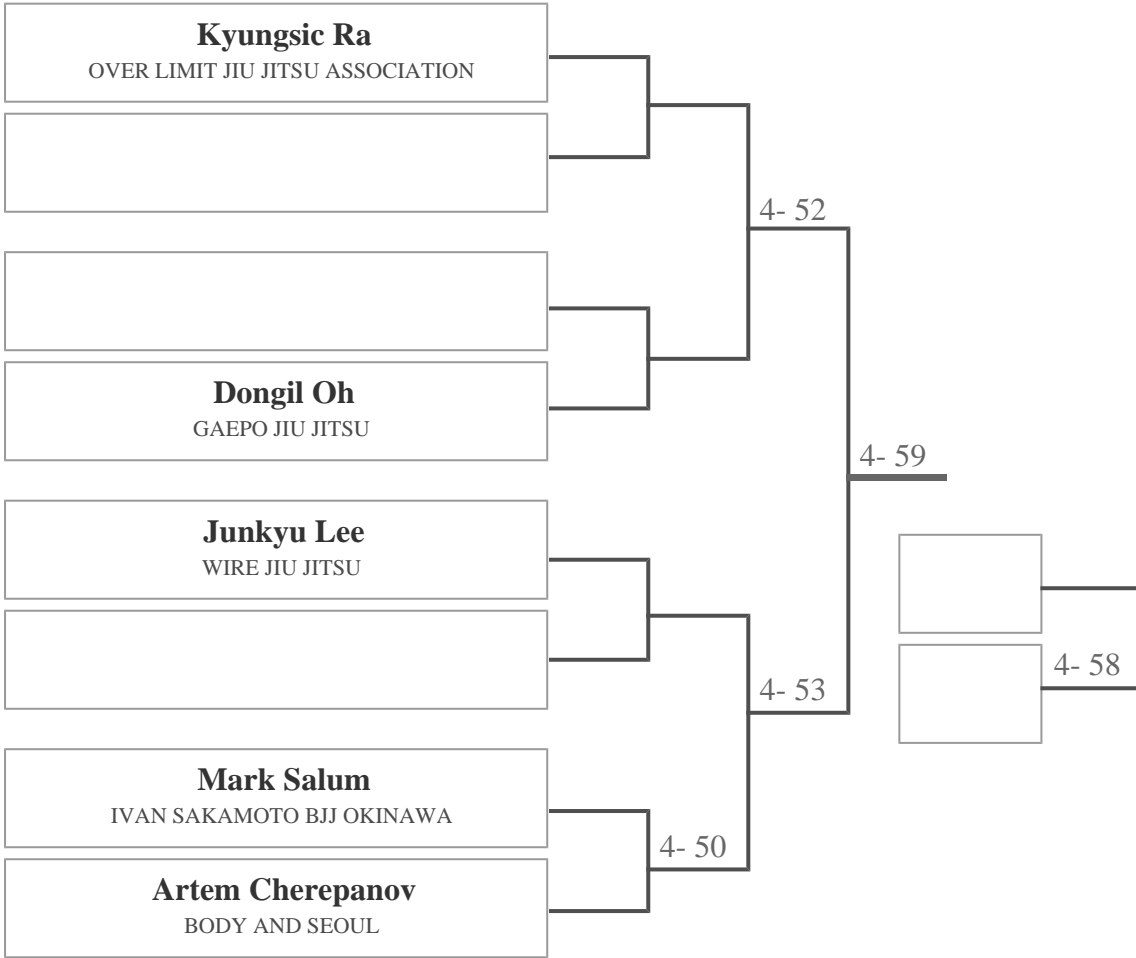 Kyungsic Ra
OVER LIMIT JIU JITSU ASSOCIATION
4- 52
Dongil Oh
GAEPO JIU JITSU
4- 59
Junkyu Lee
WIRE JIU JITSU
4- 58
4- 53
Mark Salum
IVAN SAKAMOTO BJJ OKINAWA
4- 50
Artem Cherepanov
BODY AND SEOUL